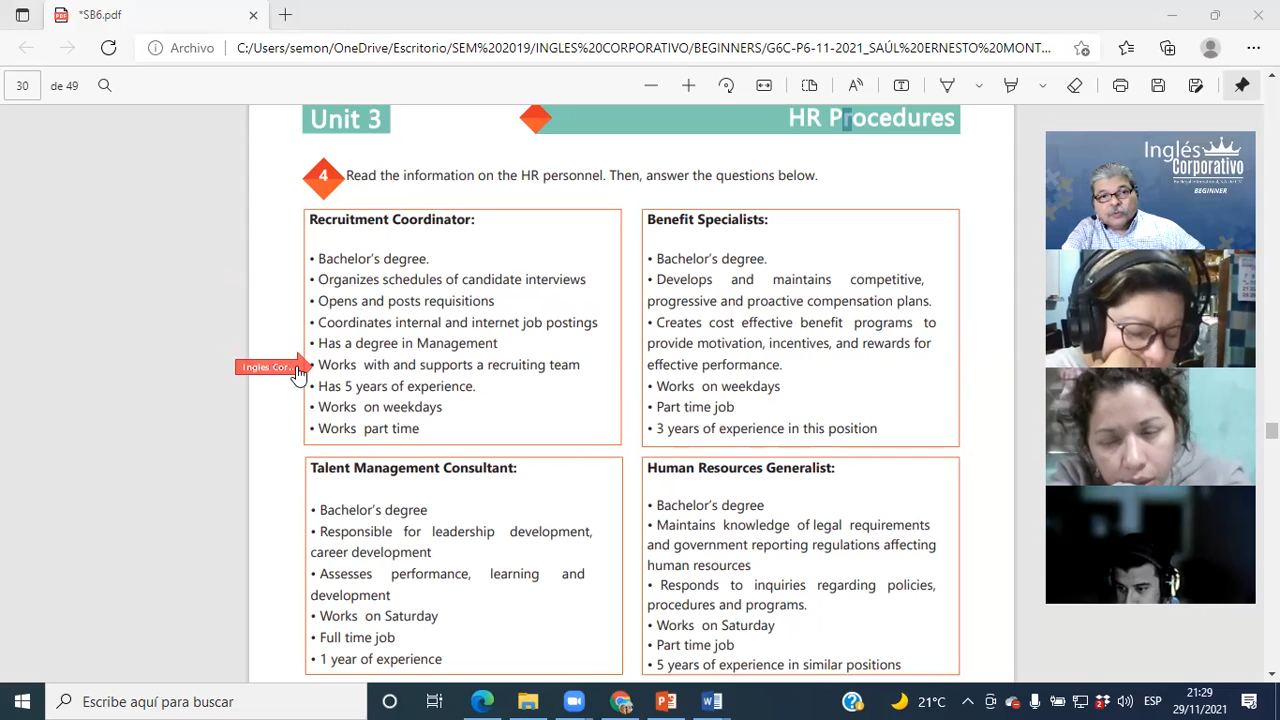 *SB6.pdf
Archivo
C:/Users/semon/OneDrive/Escritorio/SEM%202019/INGLES%20CORPORATIVO/BEGINNERS/G6C-P6-11-2021_SAÚL%20ERNESTO%20MONT...
30 de 49
Unit 3
HR Procedures
4 Read the information on the HR personnel. Then, answer the questions below.
Recruitment Coordinator:
• Bachelor's degree.
• Organizes schedules of candidate interviews
• Opens and posts requisitions
• Coordinates internal and internet job postings
• Has a degree in Management
• Works with and supports a recruiting team
• Has 5 years of experience.
• Works on weekdays
• Works part time
Ingles Cor...
Benefit Specialists:
• Bachelor's degree.
• Develops and maintains competitive,
progressive and proactive compensation plans.
• Creates cost effective benefit programs to
provide motivation, incentives, and rewards for
effective performance.
• Works on weekdays
• Part time job
• 3 years of experience in this position
Talent Management Consultant:
• Bachelor's degree
• Responsible for leadership development,
career development
• Assesses performance, learning and
development
• Works on Saturday
• Full time job
• 1 year of experience
Human Resources Generalist:
• Bachelor's degree
• Maintains knowledge of legal requirements
and government reporting regulations affecting
human resources
• Responds to inquiries regarding policies,
procedures and programs.
• Works on Saturday
• Part time job
• 5 years of experience in similar positions
Inglés
Corporativo
BEGINNER
Escribe aquí para buscar
21°C
ESP
21:29
29/11/2021